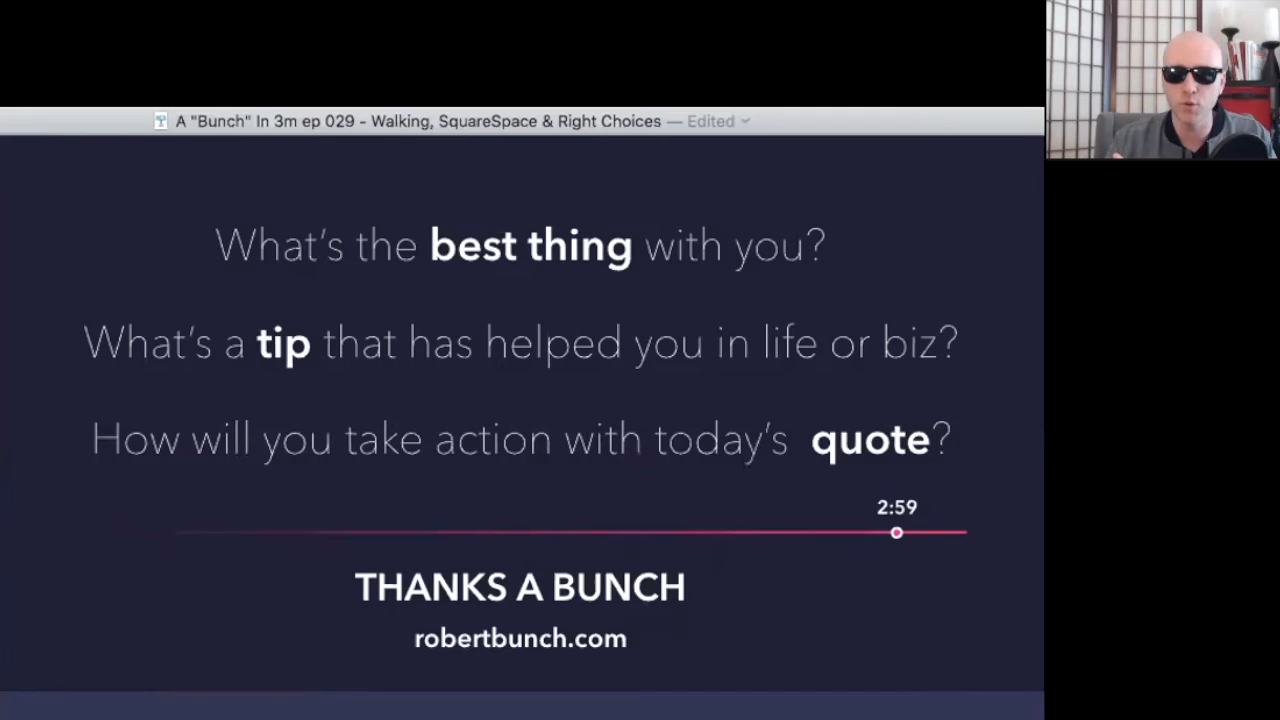 A "Bunch" In 3m ep 029 - Walking, SquareSpace & Right Choices — Edited
What's the best thing with you?
What's a tip that has helped you in life or biz?
How will you take action with today's quote?
2:59
THANKS A BUNCH
robertbunch.com